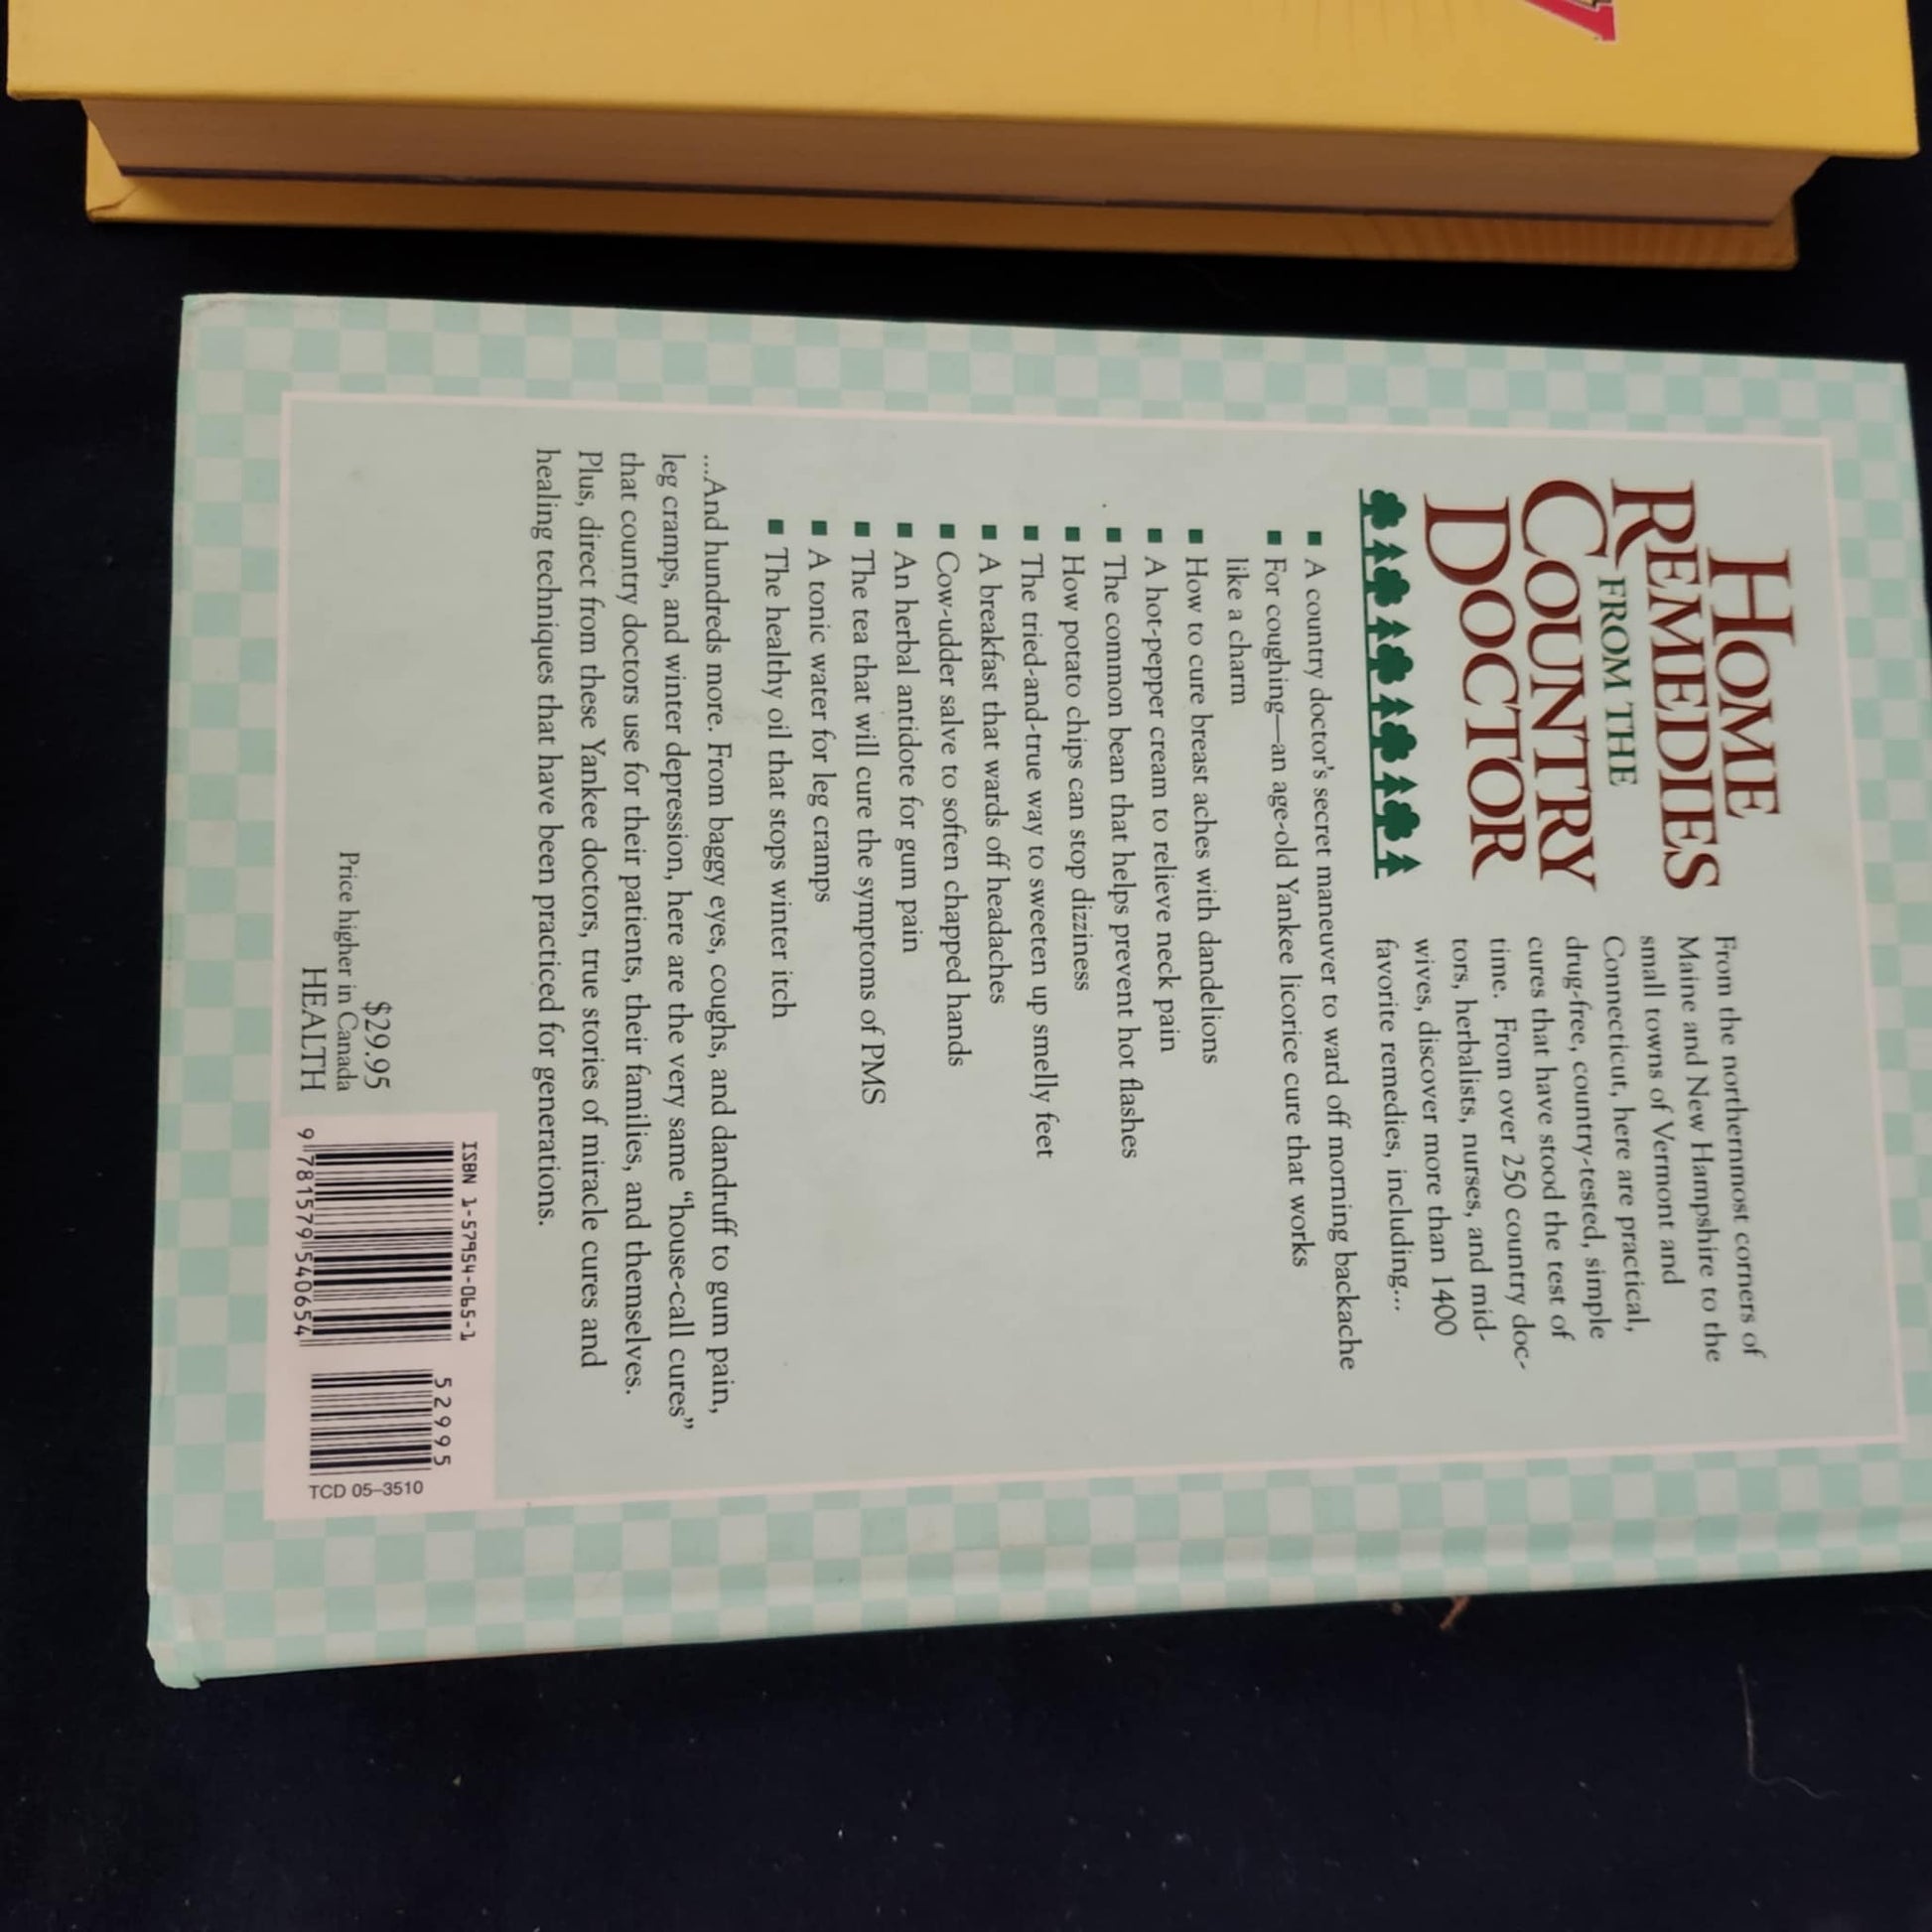 HOME
REMEDIES
FROM THE
COUNTRY
DOCTOR
From the northernmost corners of
Maine and New Hampshire to the
small towns of Vermont and
Connecticut, here are practical,
drug-free, country-tested, simple
cures that have stood the test of
time. From over 250 country doc-
tors, herbalists, nurses, and mid-
wives, discover more than 1400
favorite remedies, including...
■ A country doctor's secret maneuver to ward off morning backache
■ For coughing—an age-old Yankee licorice cure that works
like a charm
■ How to cure breast aches with dandelions
■ A hot-pepper cream to relieve neck pain
■ The common bean that helps prevent hot flashes
■ How potato chips can stop dizziness
■ The tried-and-true way to sweeten up smelly feet
■ A breakfast that wards off headaches
■ Cow-udder salve to soften chapped hands
■ An herbal antidote for gum pain
■ The tea that will cure the symptoms of PMS
■ A tonic water for leg cramps
■ The healthy oil that stops winter itch
....And hundreds more. From baggy eyes, coughs, and dandruff to gum pain,
leg cramps, and winter depression, here are the very same “house-call cures”
that country doctors use for their patients, their families, and themselves.
Plus, direct from these Yankee doctors, true stories of miracle cures and
healing techniques that have been practiced for generations.
$29.95
Price higher in Canada
HEALTH
ISBN 1-57954-065-1
9 781579 540654
52995
TCD 05–3510